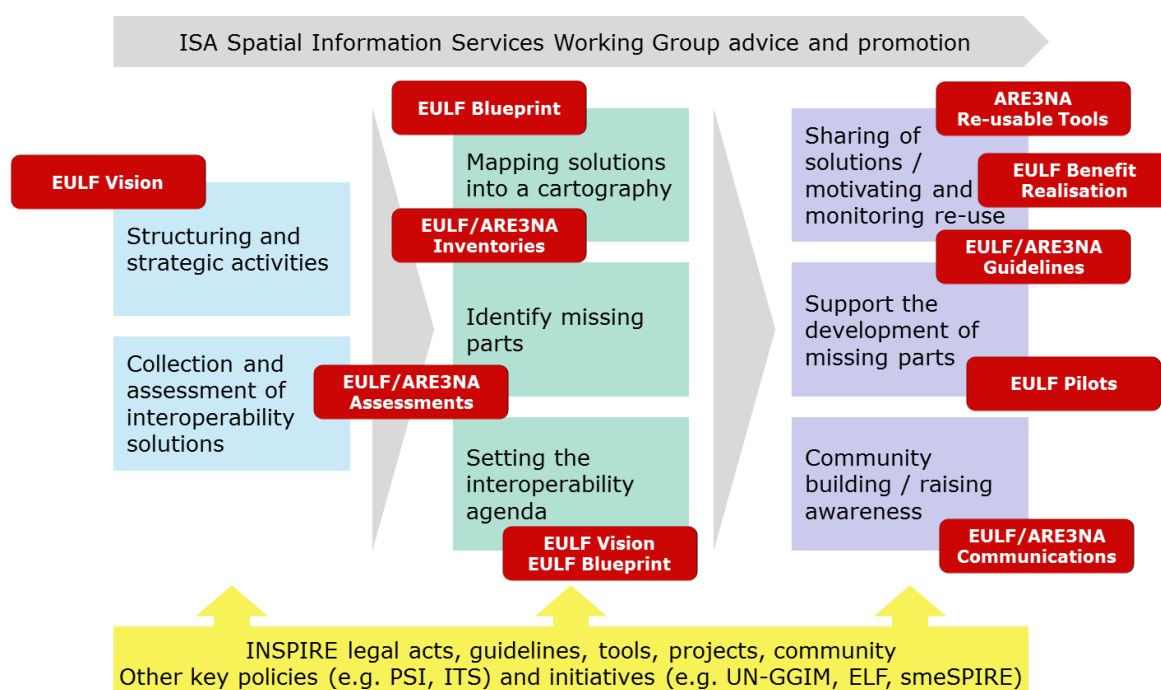 ISA Spatial Information Services Working Group advice and promotion
EULF Vision
Structuring and
strategic activities
Collection and
assessment of
interoperability
solutions
EULF/ARE3NA
Assessments
EULF Blueprint
Mapping solutions
into a cartography
EULF/ARE3NA
Inventories
Identify missing
parts
Setting the
interoperability
agenda
EULF Vision
EULF Blueprint
ARE3NA
Re-usable Tools
Sharing of
solutions /
motivating and
monitoring re-use
EULF Benefit
Realisation
EULF/ARE3NA
Guidelines
Support the
development of
missing parts
EULF Pilots
Community
building / raising
awareness
EULF/ARE3NA
Communications
INSPIRE legal acts, guidelines, tools, projects, community
Other key policies (e.g. PSI, ITS) and initiatives (e.g. UN-GGIM, ELF, smeSPIRE)